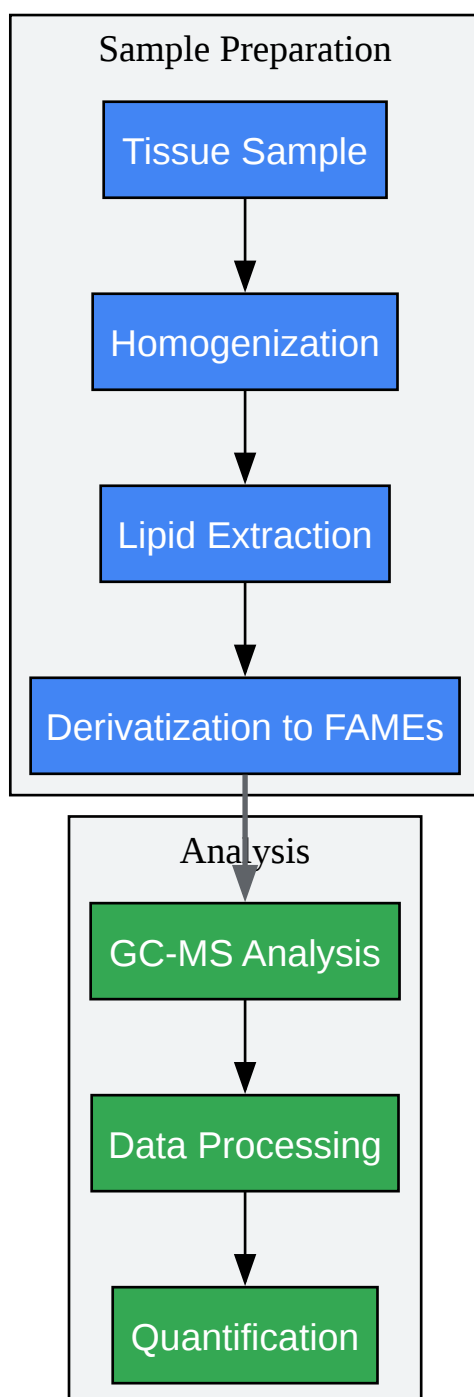 Sample Preparation
Tissue Sample
Homogenization
Lipid Extraction
Derivatization to FAMEs
Analysis
GC-MS Analysis
Data Processing
Quantification